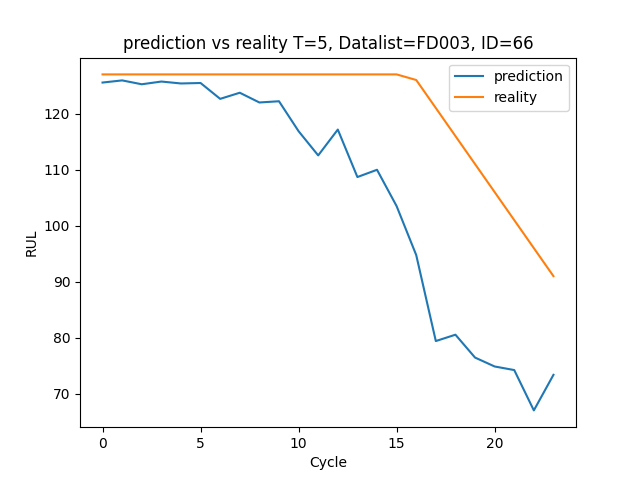 prediction vs reality T=5, Datalist=FD003, ID=66
prediction
reality
RUL
120
110
100
90
80
70
0 5 10 15 20
Cycle